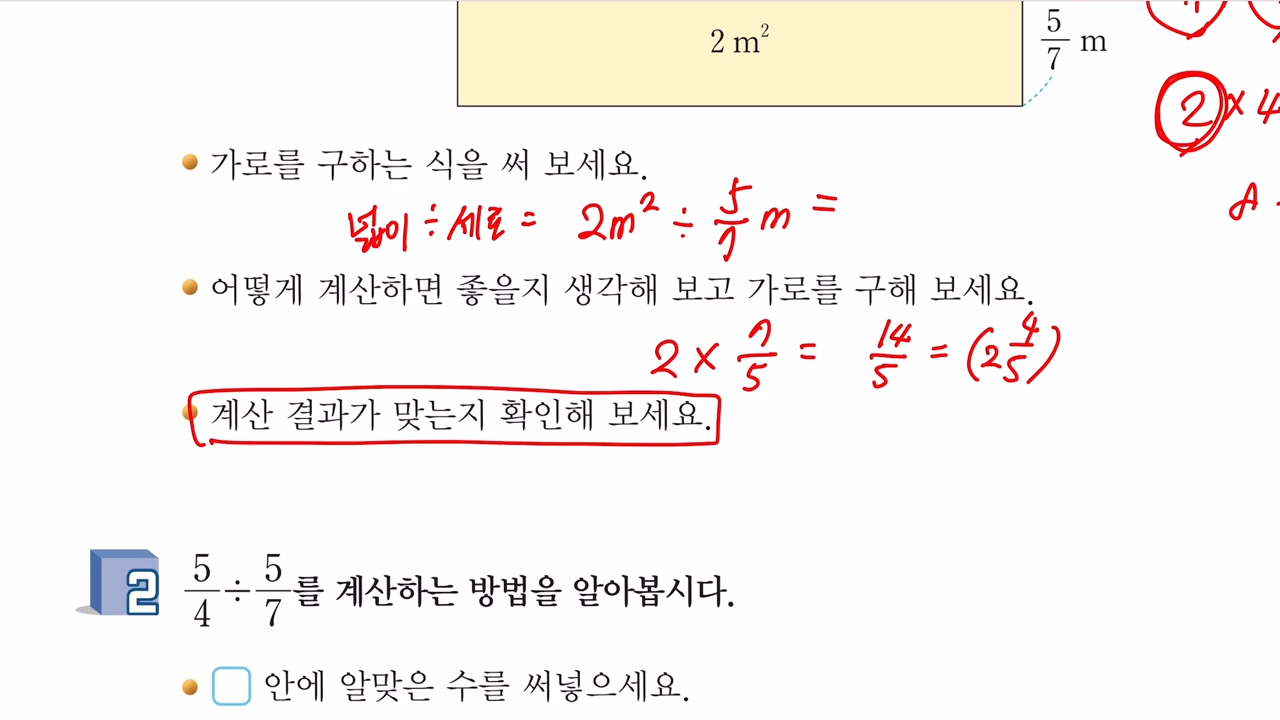 2 m²
5/7 m
2 × 4
가로를 구하는 식을 써 보세요.
넓이 ÷ 세로 = 2m² ÷ 5/7 m =
어떻게 계산하면 좋을지 생각해 보고 가로를 구해 보세요.
2 × 7/5 = 14/5 = (2 4/5)
계산 결과가 맞는지 확인해 보세요.
2 5/4÷5/7를 계산하는 방법을 알아봅시다.
□ 안에 알맞은 수를 써넣으세요.